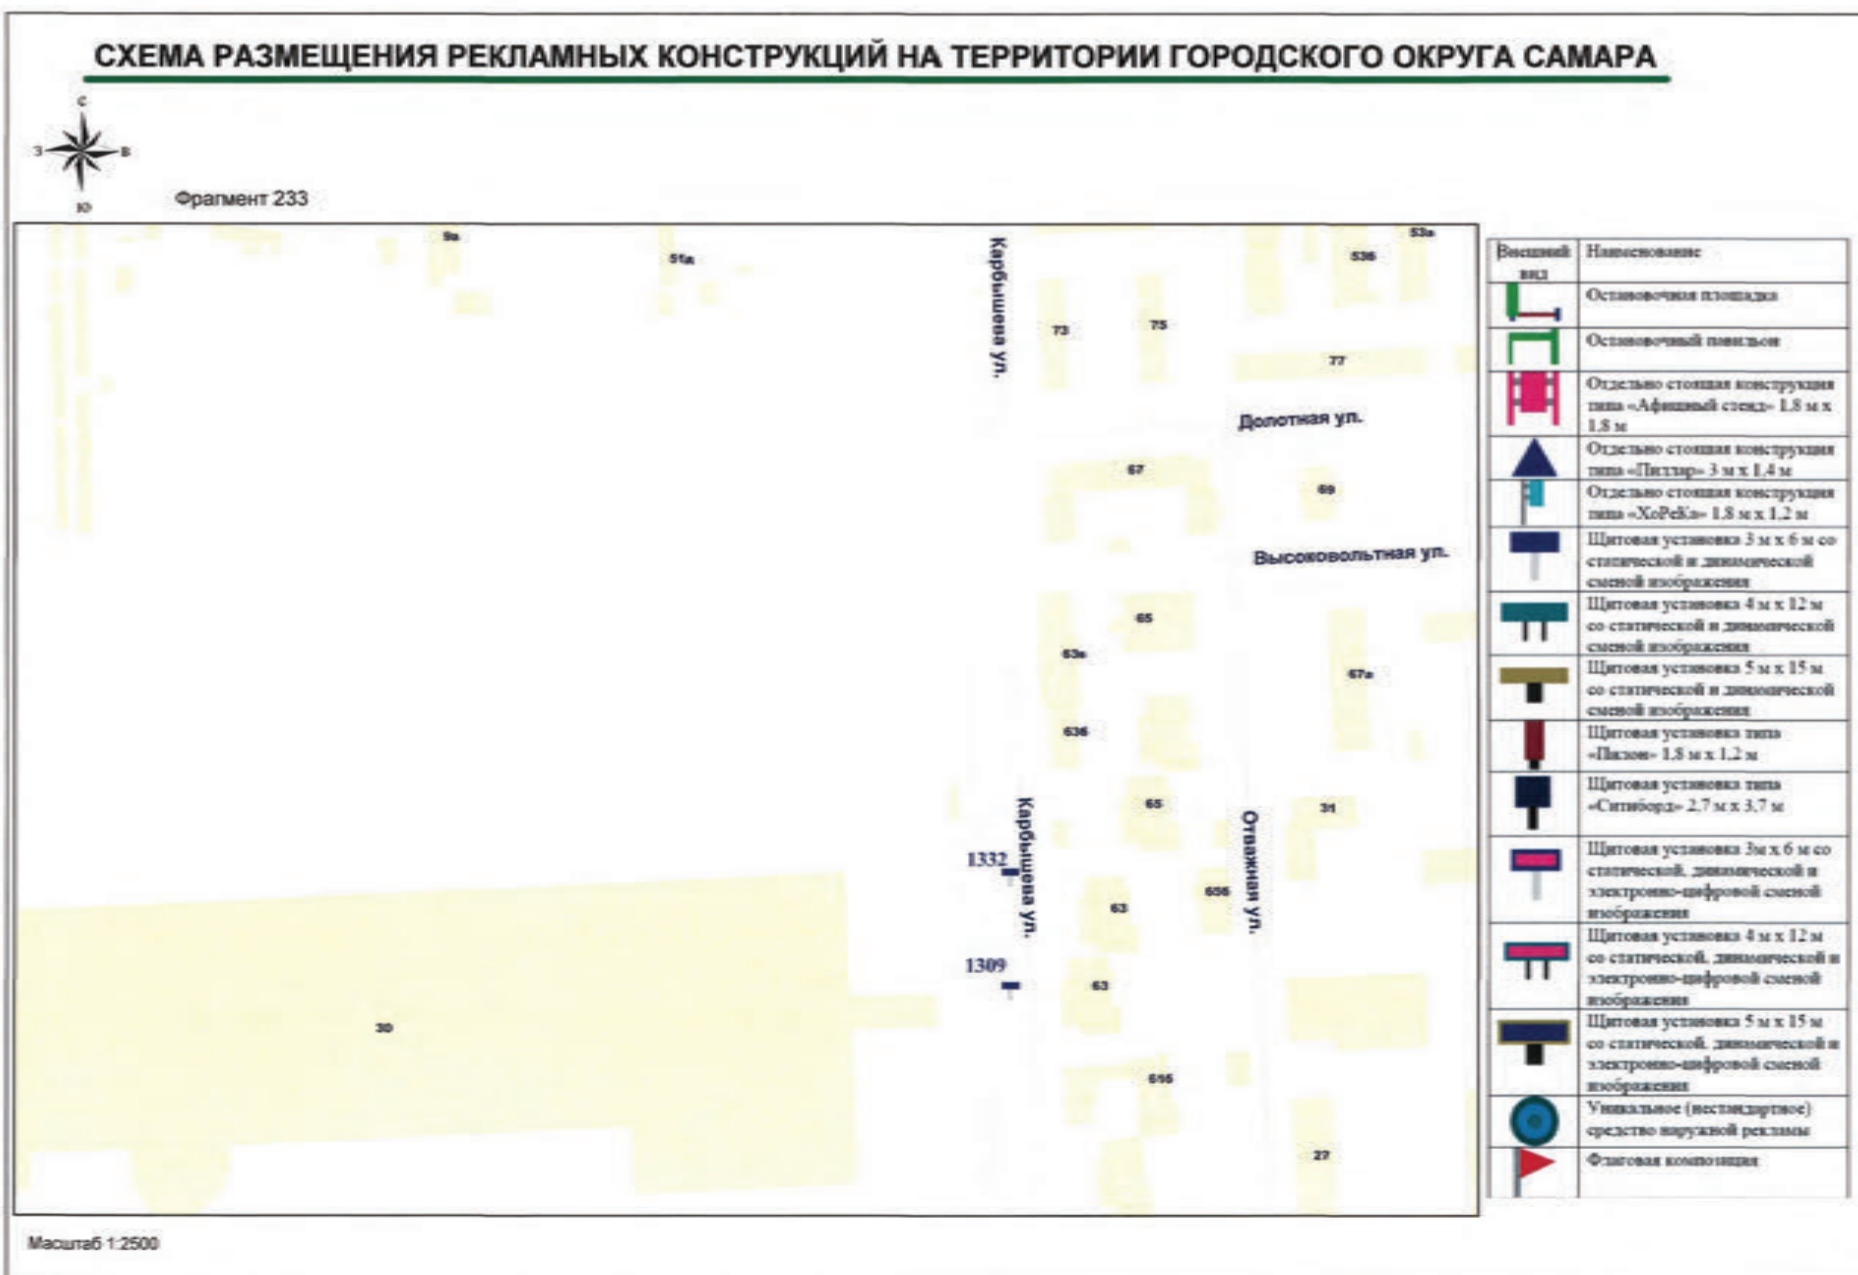 СХЕМА РАЗМЕЩЕНИЯ РЕКЛАМНЫХ КОНСТРУКЦИЙ НА ТЕРРИТОРИИ ГОРОДСКОГО ОКРУГА САМАРА
С
З В
Ю
Фрагмент 233
9а
51д
Карбышева ул.
53а
53б
73
75
77
Долотная ул.
67
69
Высоковольтная ул.
65
63в
67а
63б
65
31
Карбышева ул.
Отважная ул.
1332
65б
63
1309
63
30
61б
27
Масштаб 1:2500
Внешний вид
Наименование
Остановочная площадка
Остановочный павильон
Отдельно стоящая конструкция
типа «Афишный стенд» 1,8 м х
1,8 м
Отдельно стоящая конструкция
типа «Пиллар» 3 м х 1,4 м
Отдельно стоящая конструкция
типа «ХоРеКа» 1,8 м х 1,2 м
Щитовая установка 3 м х 6 м со
статической и динамической
сменой изображения
Щитовая установка 4 м х 12 м
со статической и динамической
сменой изображения
Щитовая установка 5 м х 15 м
со статической и динамической
сменой изображения
Щитовая установка типа
«Пилон» 1,8 м х 1,2 м
Щитовая установка типа
«Ситиборд» 2,7 м х 3,7 м
Щитовая установка 3м х 6 м со
статической, динамической и
электронно-цифровой сменой
изображения
Щитовая установка 4 м х 12 м
со статической, динамической и
электронно-цифровой сменой
изображения
Щитовая установка 5 м х 15 м
со статической, динамической и
электронно-цифровой сменой
изображения
Уникальное (нестандартное)
средство наружной рекламы
Флаговая композиция